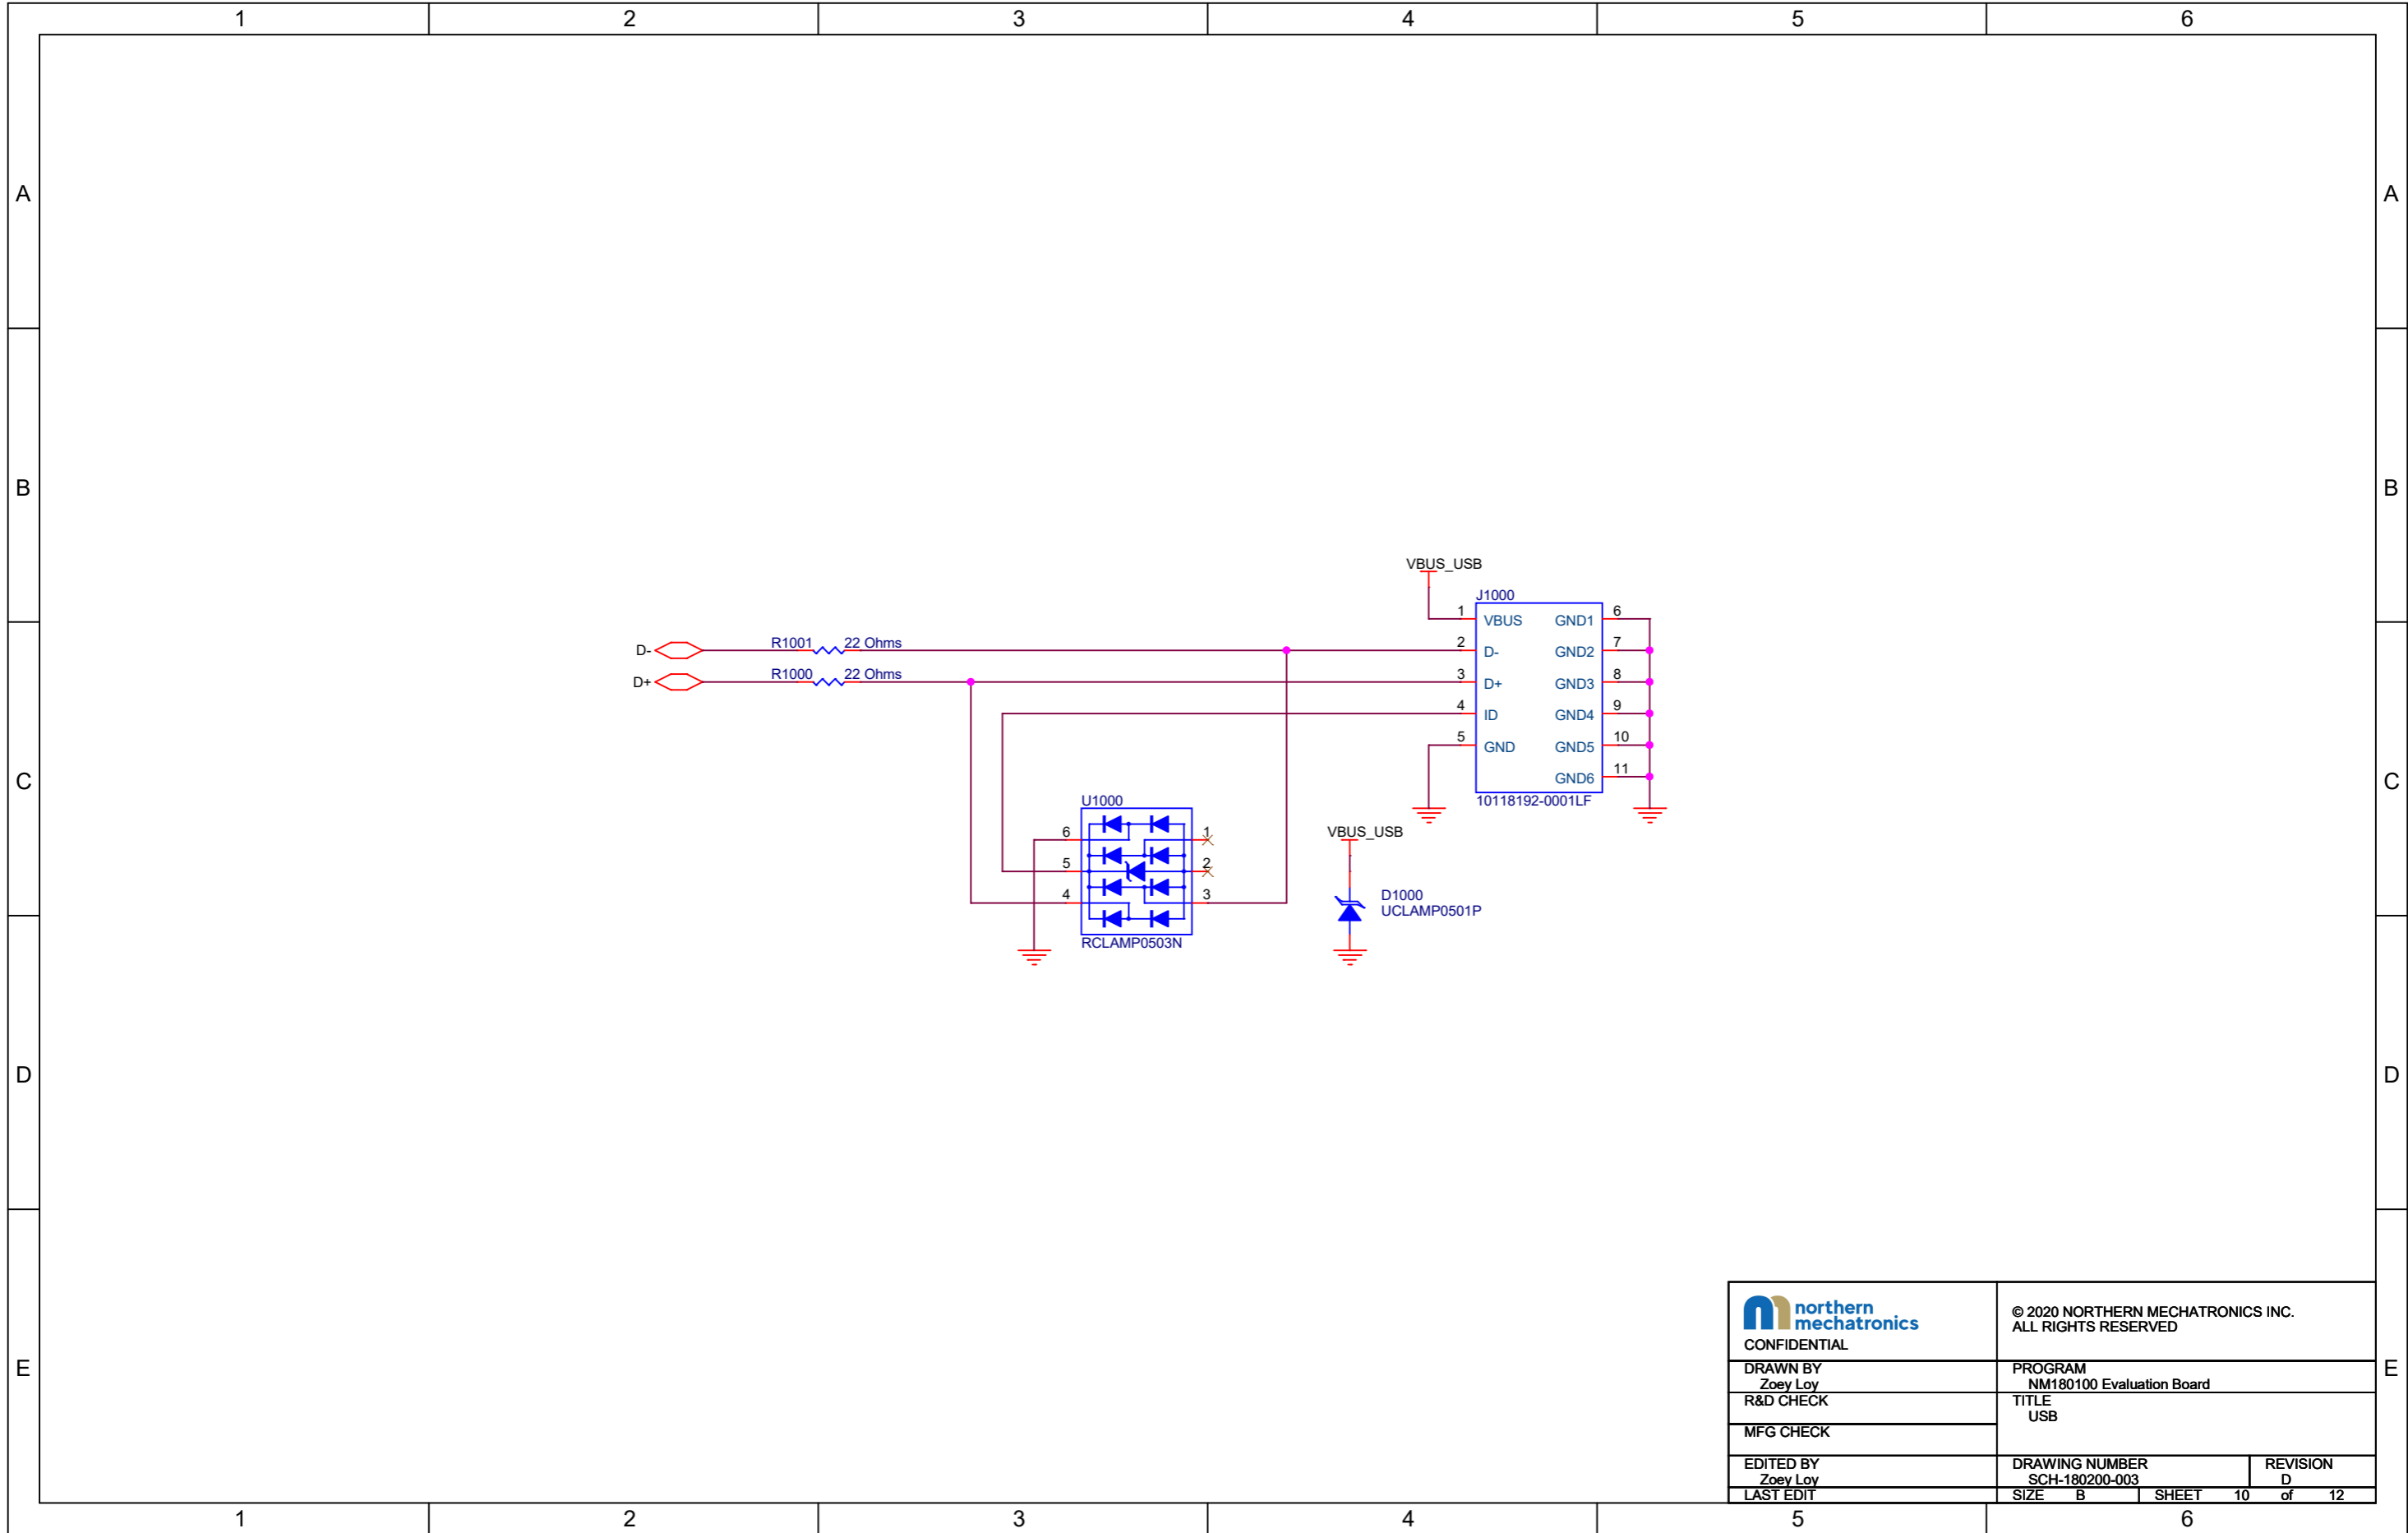 1 2 3 4 5 6
A A
B B
VBUS_USB
J1000
1 VBUS GND1 6
D- R1001 22 Ohms 2 D- GND2 7
D+ R1000 22 Ohms 3 D+ GND3 8
4 ID GND4 9
5 GND GND5 10
GND6 11
C C
10118192-0001LF
U1000
6 1
5 2
4 3
RCLAMP0503N
VBUS_USB
D1000
UCLAMP0501P
D D
E E
northern
mechatronics
CONFIDENTIAL
© 2020 NORTHERN MECHATRONICS INC.
ALL RIGHTS RESERVED
DRAWN BY
Zoey Loy
PROGRAM
NM180100 Evaluation Board
R&D CHECK
TITLE
USB
MFG CHECK
EDITED BY
Zoey Loy
DRAWING NUMBER
SCH-180200-003
REVISION
D
LAST EDIT
SIZE B SHEET 10 of 12
1 2 3 4 5 6